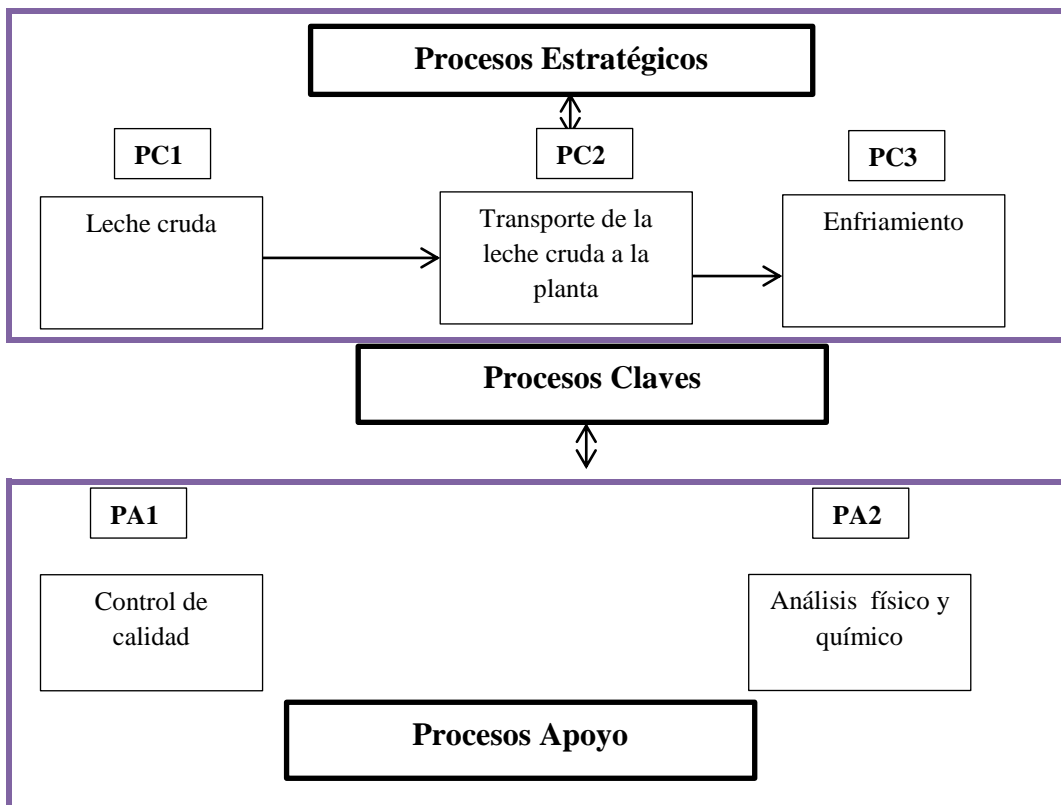 Procesos Estratégicos
PC1
PC2
PC3
Leche cruda
Transporte de la
leche cruda a la
planta
Enfriamiento
Procesos Claves
PA1
PA2
Control de
calidad
Análisis físico y
químico
Procesos Apoyo